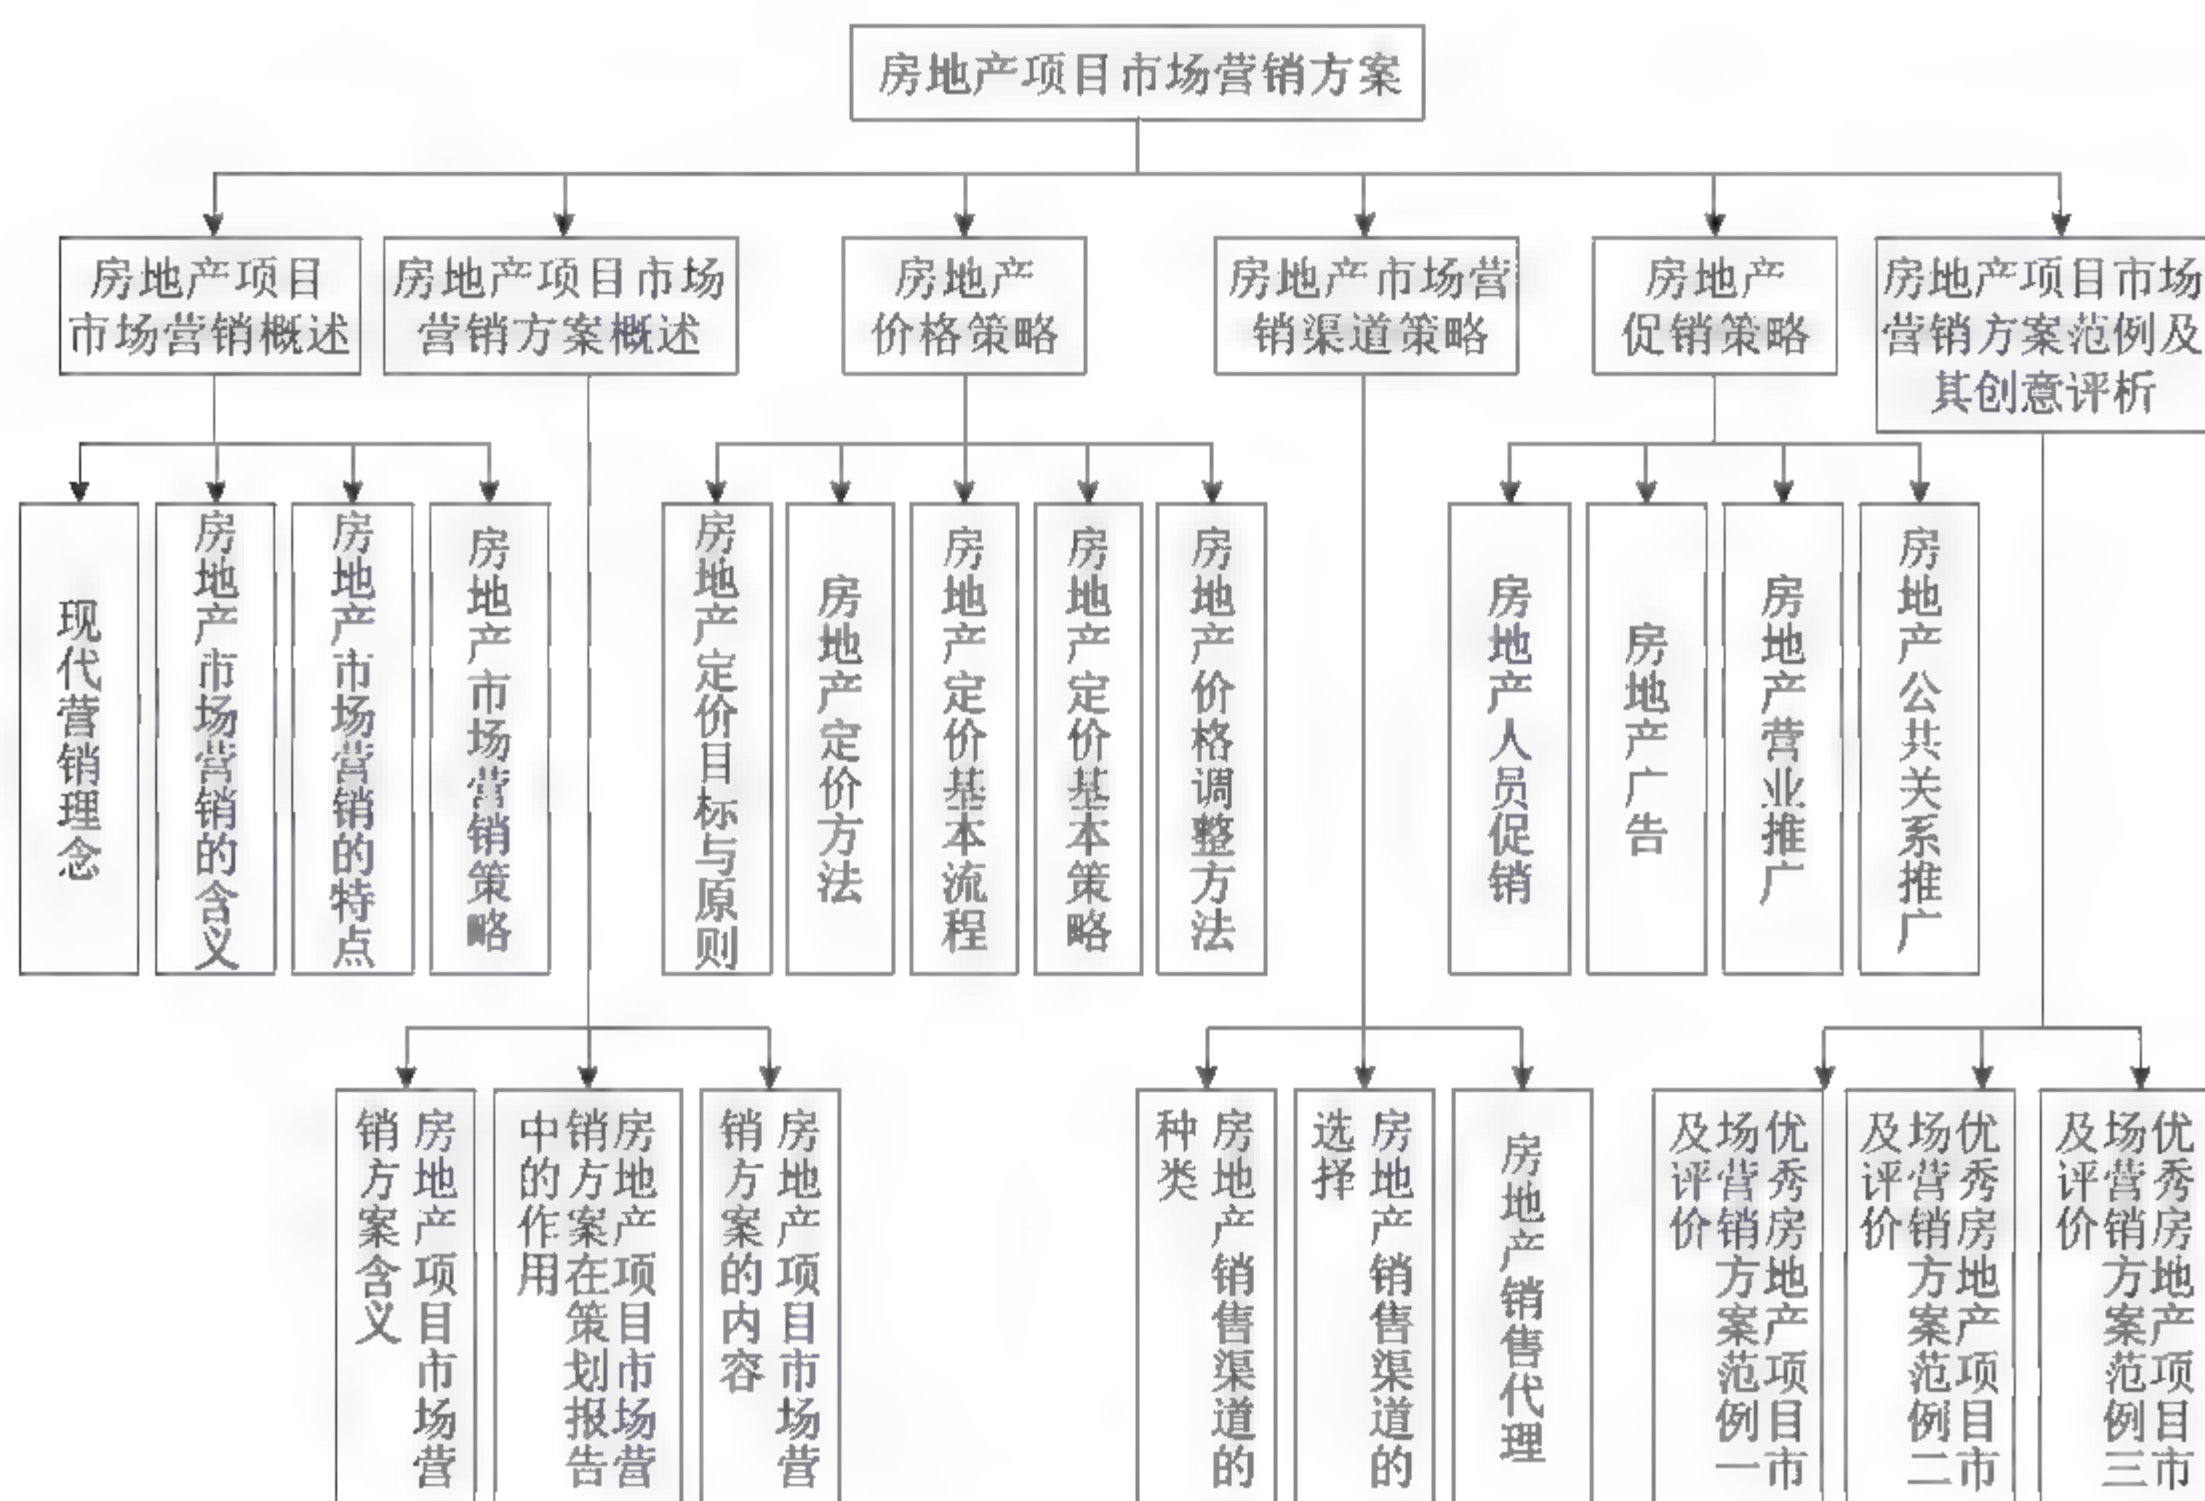 房地产项目市场营销方案
房地产项目
市场营销概述
房地产项目市场
营销方案概述
房地产
价格策略
房地产市场营
销渠道策略
房地产
促销策略
房地产项目市场
营销方案范例及
其创意评析
现代营销理念
房地产市场营销的含义
房地产市场营销的特点
房地产市场营销策略
房地产定价目标与原则
房地产定价方法
房地产定价基本流程
房地产定价基本策略
房地产价格调整方法
房地产人员促销
房地产广告
房地产营业推广
房地产公共关系推广
房地产项目市场营
销方案含义
房地产项目市场营
销方案在策划报告
中的作用
房地产项目市场营
销方案的内容
房地产销售渠道的
种类
房地产销售渠道的
选择
房地产销售代理
优秀房地产项目市
场营销方案范例一
及评价
优秀房地产项目市
场营销方案范例二
及评价
优秀房地产项目市
场营销方案范例三
及评价